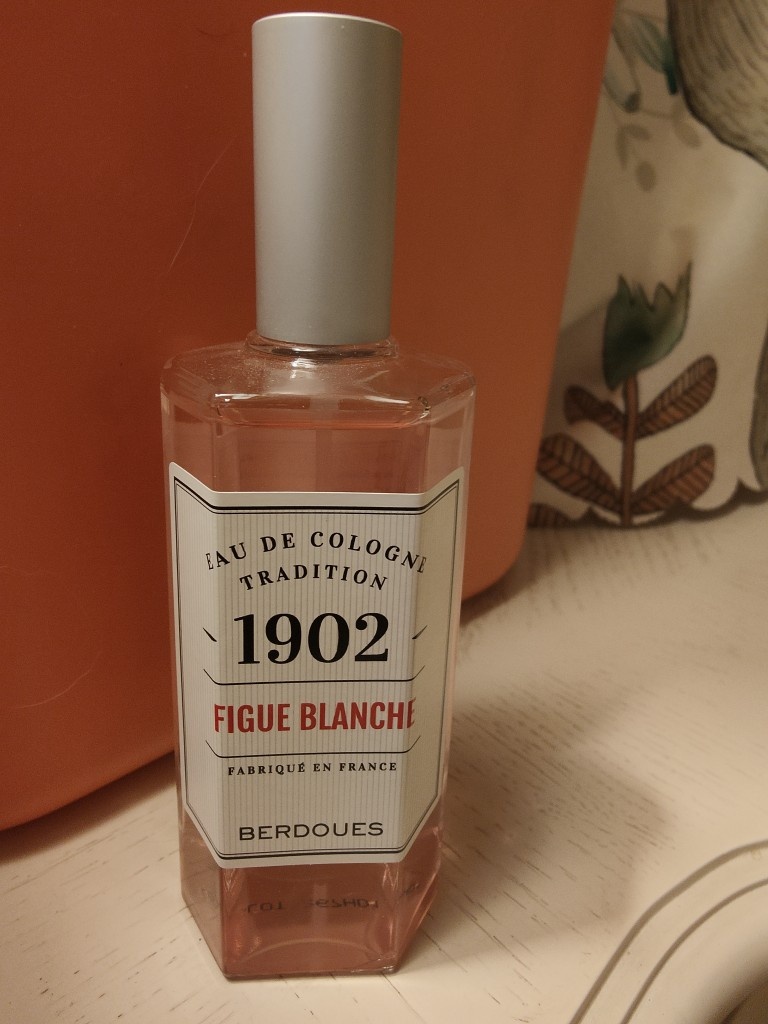 EAU DE COLOGNE
TRADITION
1902
FIGUE BLANCHE
FABRIQUÉ EN FRANCE
BERDOUES